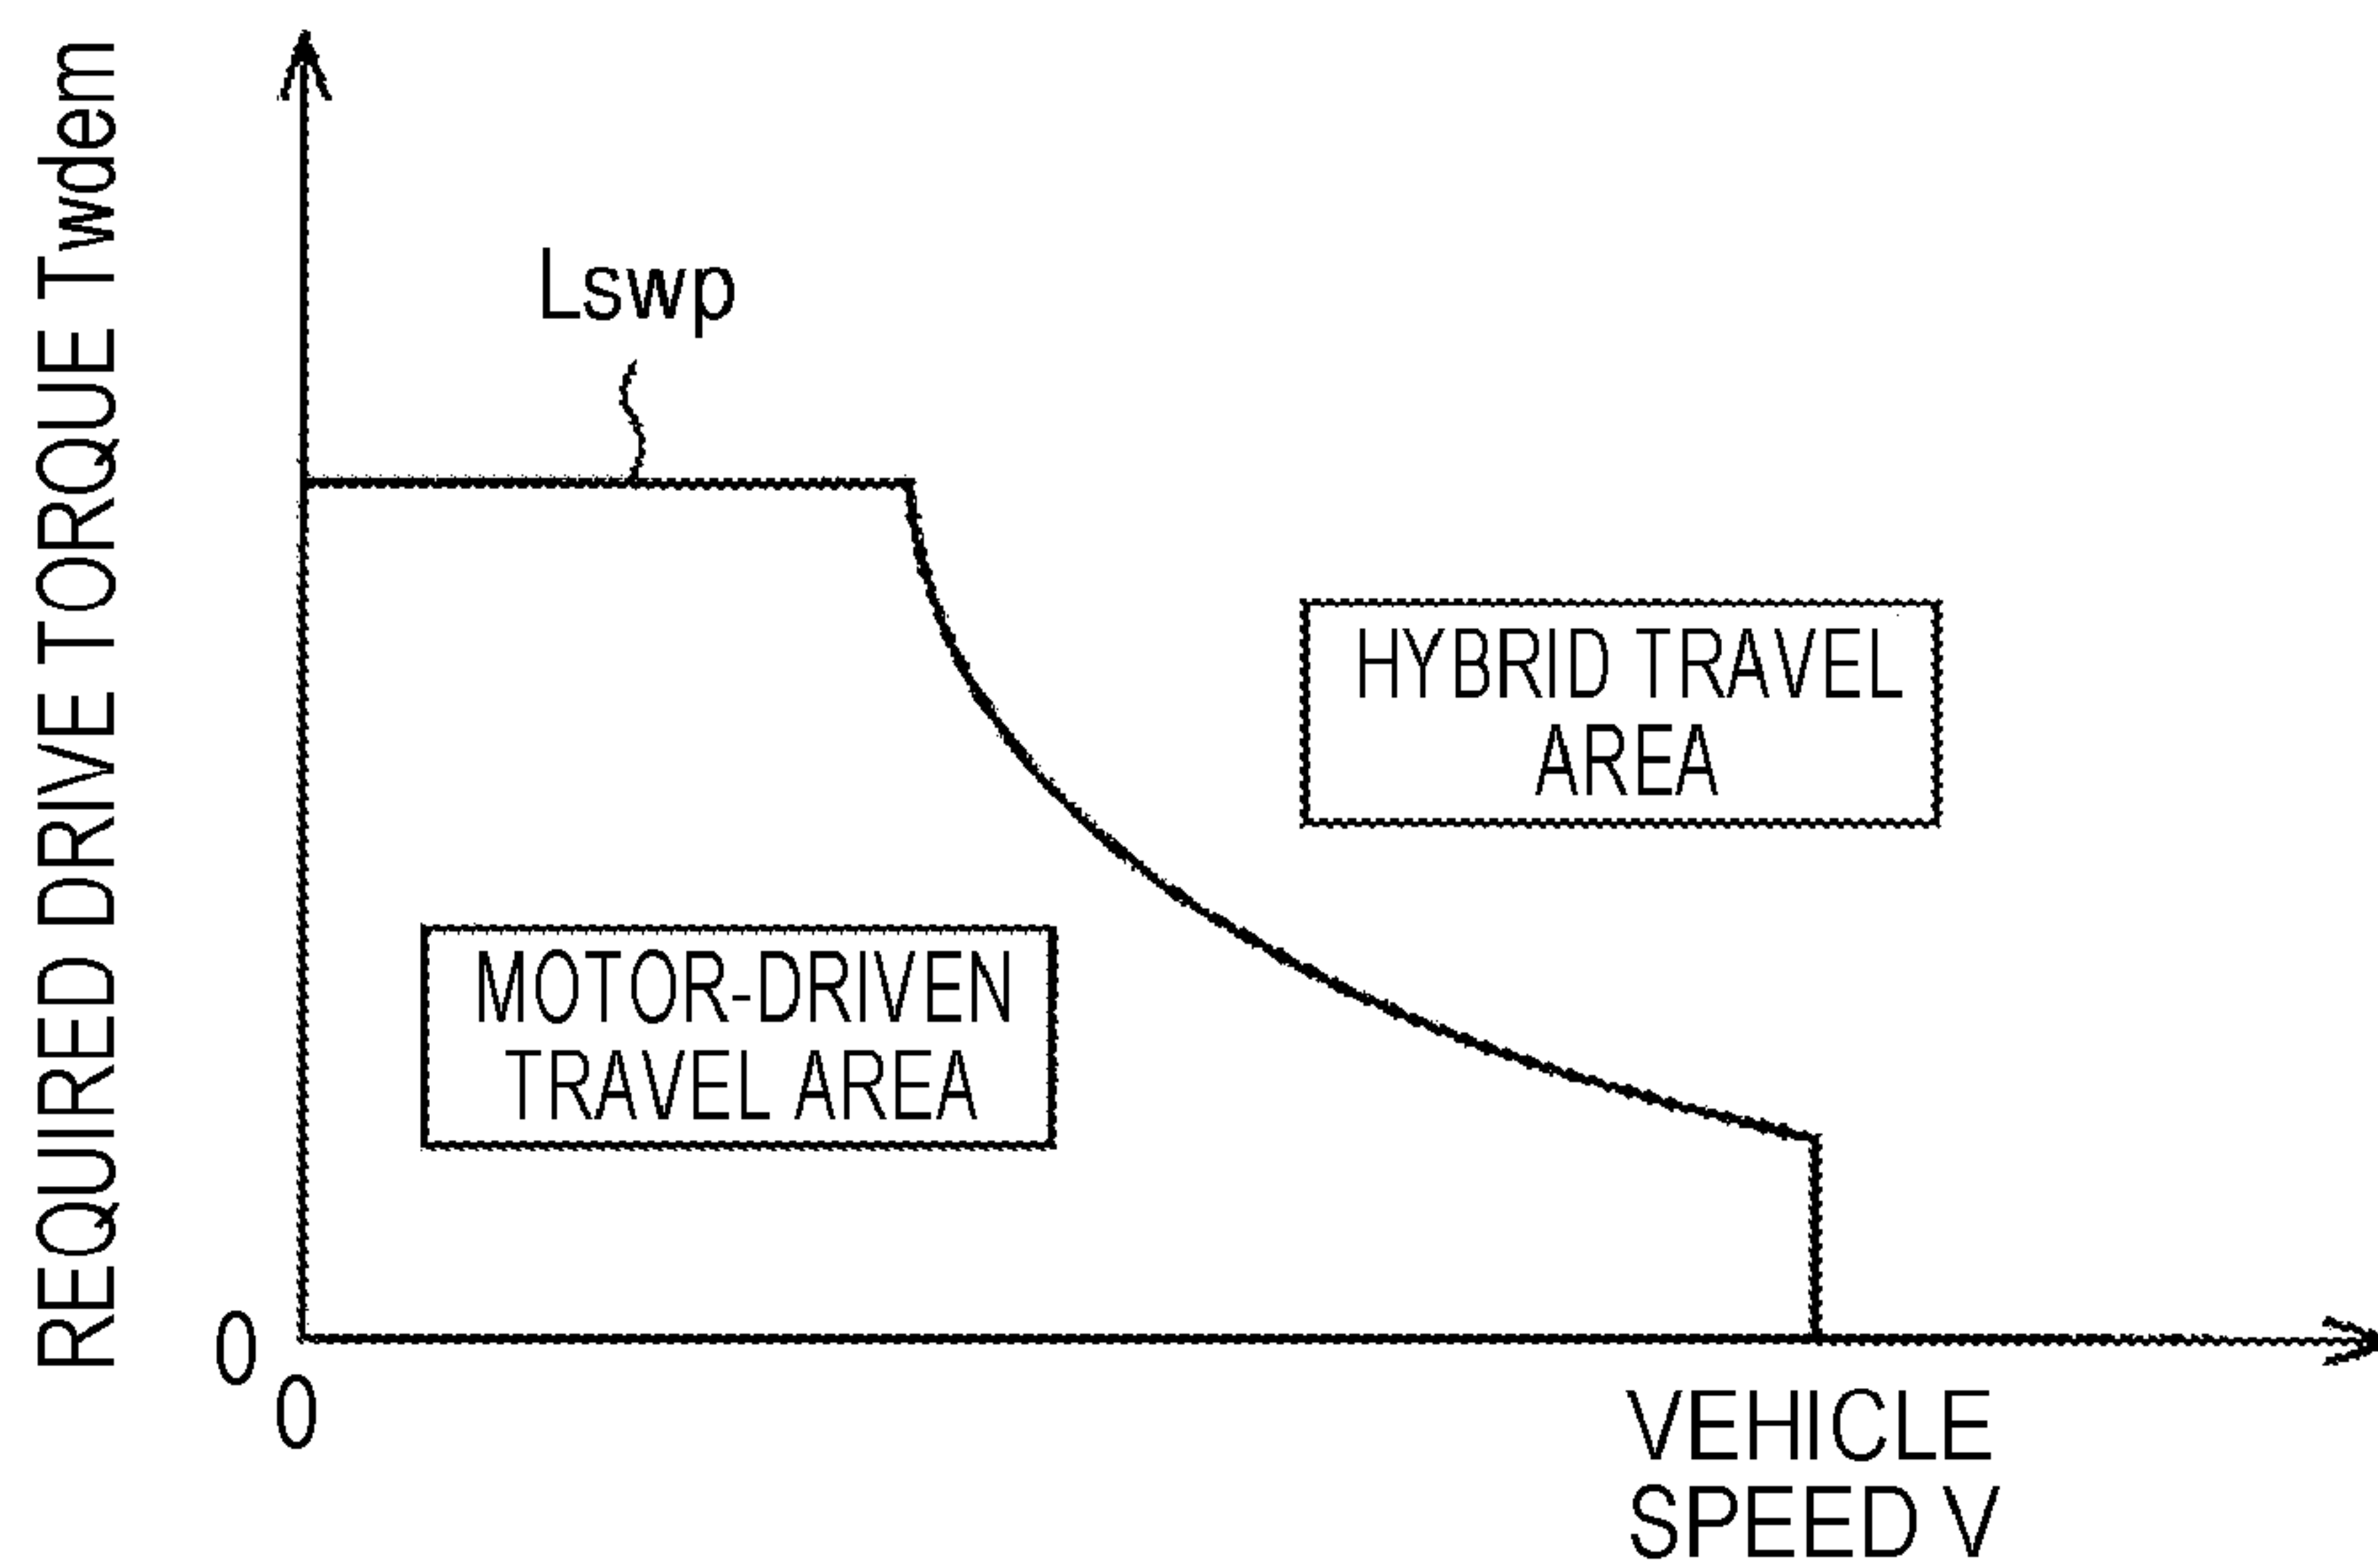 REQUIRED DRIVE TORQUE Twdem
Lswp
HYBRID TRAVEL
AREA
MOTOR-DRIVEN
TRAVEL AREA
0
0
VEHICLE
SPEED V